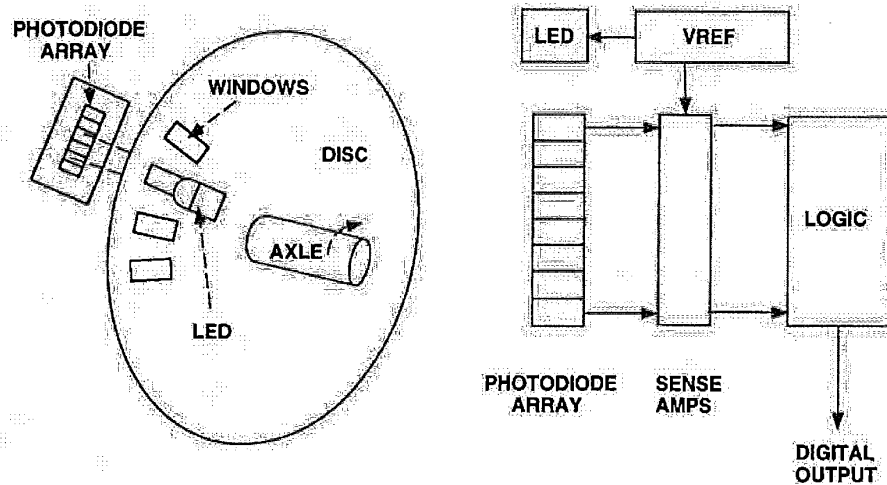 PHOTODIODE
ARRAY
WINDOWS
DISC
AXLE
LED
LED
VREF
LOGIC
PHOTODIODE
ARRAY
SENSE
AMPS
DIGITAL
OUTPUT